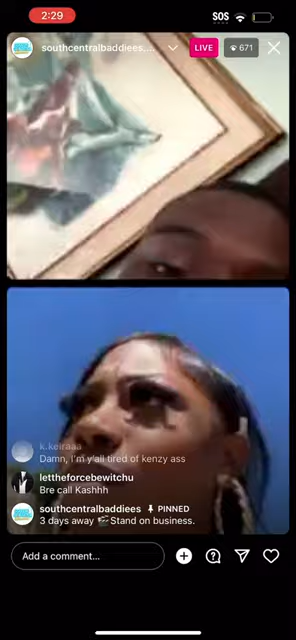 2:29
SOS
southcentralbaddiees... LIVE 671
k.keiraaa
Damn, I'm y'all tired of kenzy ass
lettheforcebewitchu
Bre call Kashhh
southcentralbaddiees PINNED
3 days away 🎬Stand on business.
Add a comment...